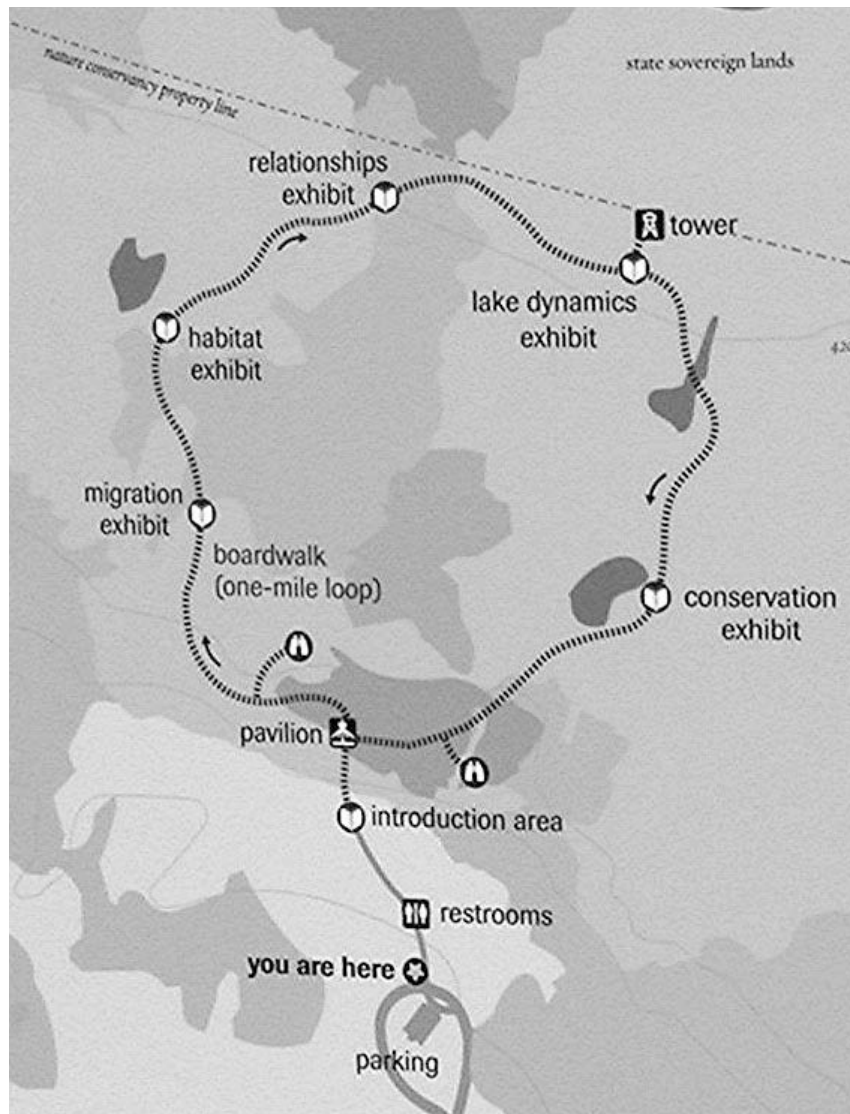 state sovereign lands
nature conservancy property line
relationships
exhibit
tower
lake dynamics
exhibit
habitat
exhibit
migration
exhibit
boardwalk
(one-mile loop)
conservation
exhibit
pavilion
introduction area
restrooms
you are here
parking